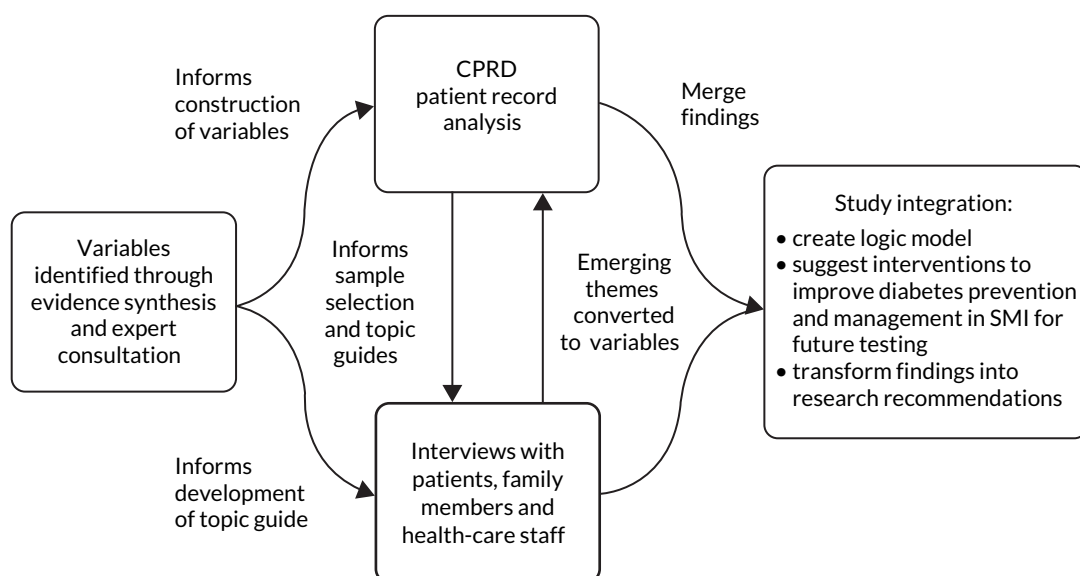 Variables
identified through
evidence synthesis
and expert
consultation
Informs
construction
of variables
CPRD
patient record
analysis
Merge
findings
Informs
sample
selection
and topic
guides
Emerging
themes
converted
to variables
Informs
development
of topic guide
Interviews with
patients, family
members and
health-care staff
Study integration:
• create logic model
• suggest interventions to
improve diabetes prevention
and management in SMI for
future testing
• transform findings into
research recommendations